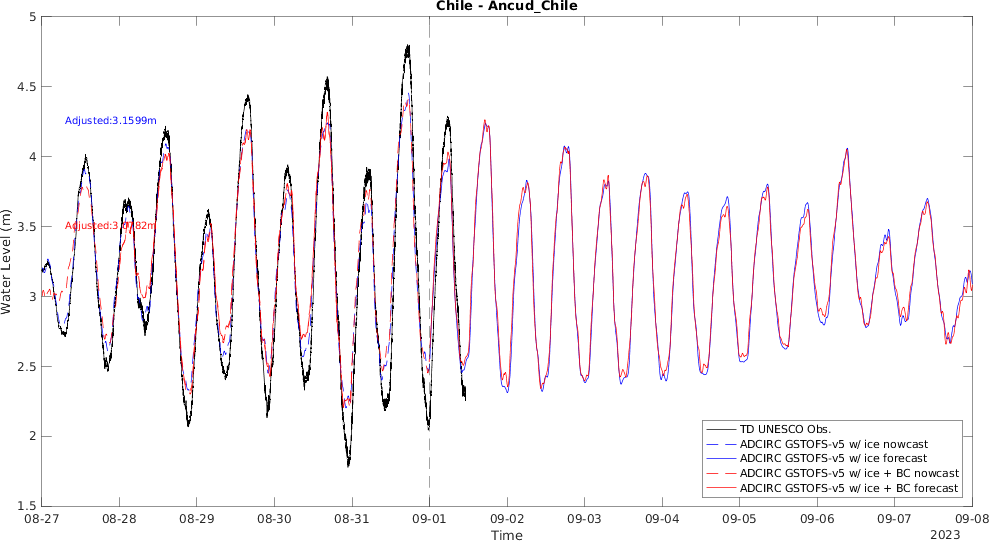 Chile - Ancud_Chile
5
4.5
4
3.5
3
2.5
2
1.5
Water Level (m)
Adjusted:3.1599m
TD UNESCO Obs.
ADCIRC GSTOFS-v5 w/ ice nowcast
ADCIRC GSTOFS-v5 w/ ice forecast
ADCIRC GSTOFS-v5 w/ ice + BC nowcast
ADCIRC GSTOFS-v5 w/ ice + BC forecast
08-27 08-28 08-29 08-30 08-31 09-01 09-02 09-03 09-04 09-05 09-06 09-07 09-08
Time
2023